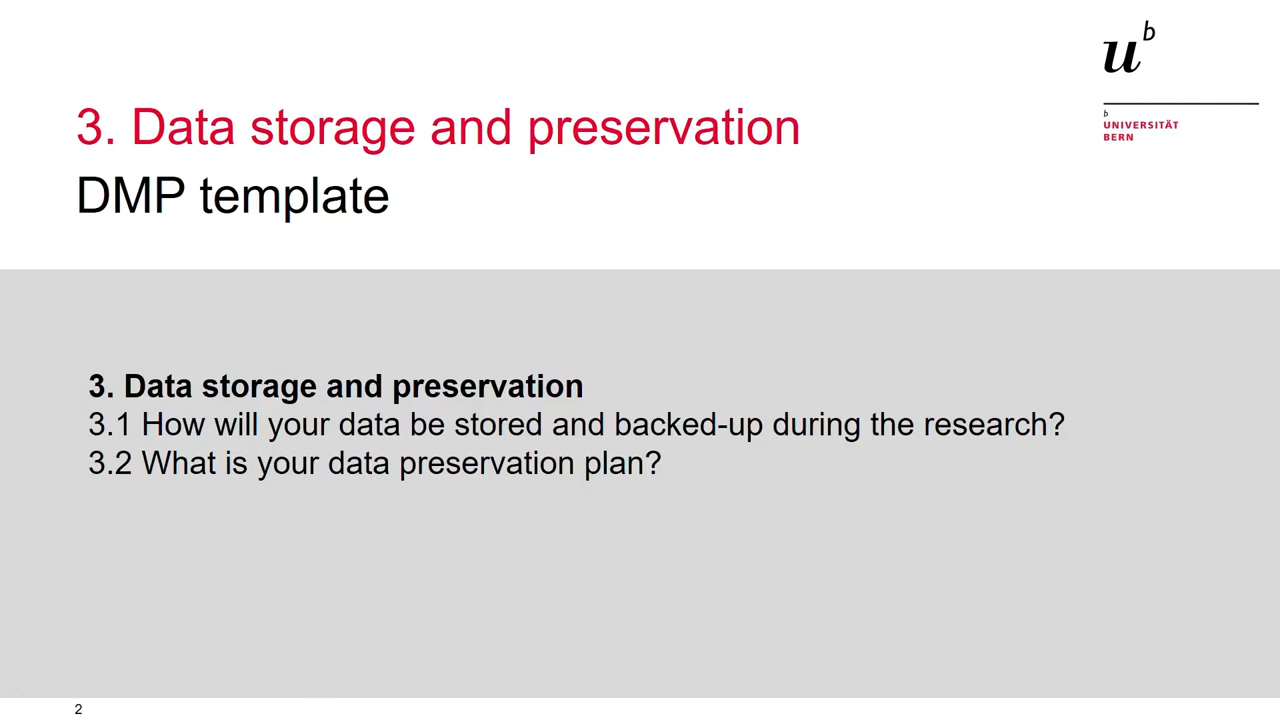 u b
b
UNIVERSITÄT
BERN
3. Data storage and preservation
DMP template
3. Data storage and preservation
3.1 How will your data be stored and backed-up during the research?
3.2 What is your data preservation plan?
2